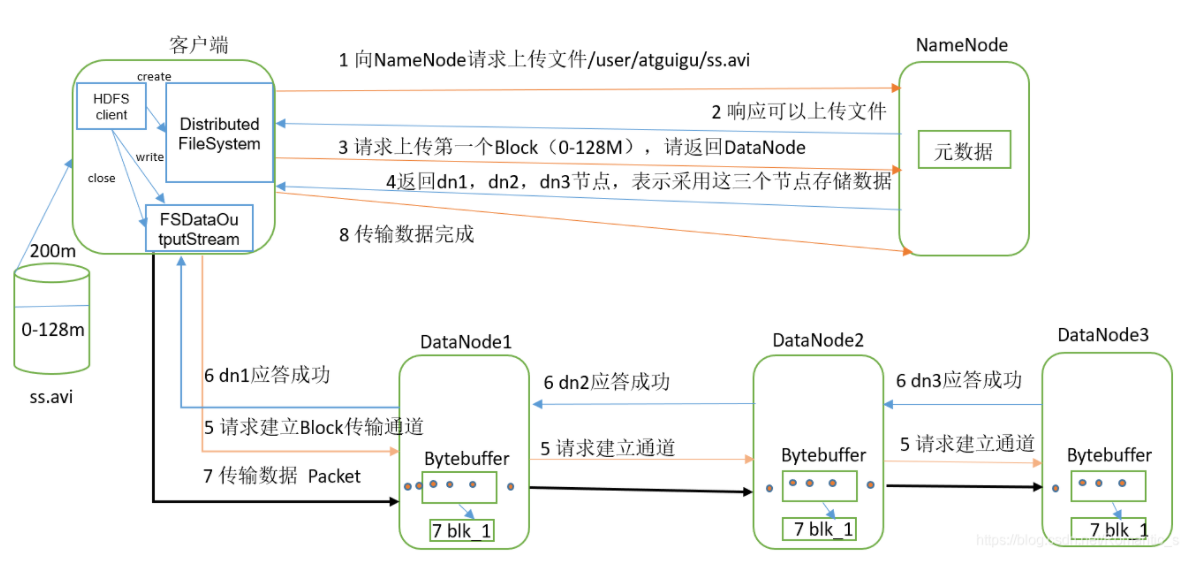 客户端
NameNode
create
1 向NameNode请求上传文件/user/atguigu/ss.avi
HDFS
client
2 响应可以上传文件
Distributed
FileSystem
元数据
write
3 请求上传第一个Block（0-128M），请返回DataNode
close
4返回dn1，dn2，dn3节点，表示采用这三个节点存储数据
FSDataOu
tputStream
8 传输数据完成
200m
0-128m
ss.avi
DataNode1
DataNode2
DataNode3
6 dn1应答成功
6 dn2应答成功
6 dn3应答成功
5 请求建立Block传输通道
5 请求建立通道
5 请求建立通道
7 传输数据 Packet
Bytebuffer
Bytebuffer
Bytebuffer
7 blk_1
7 blk_1
7 blk_1